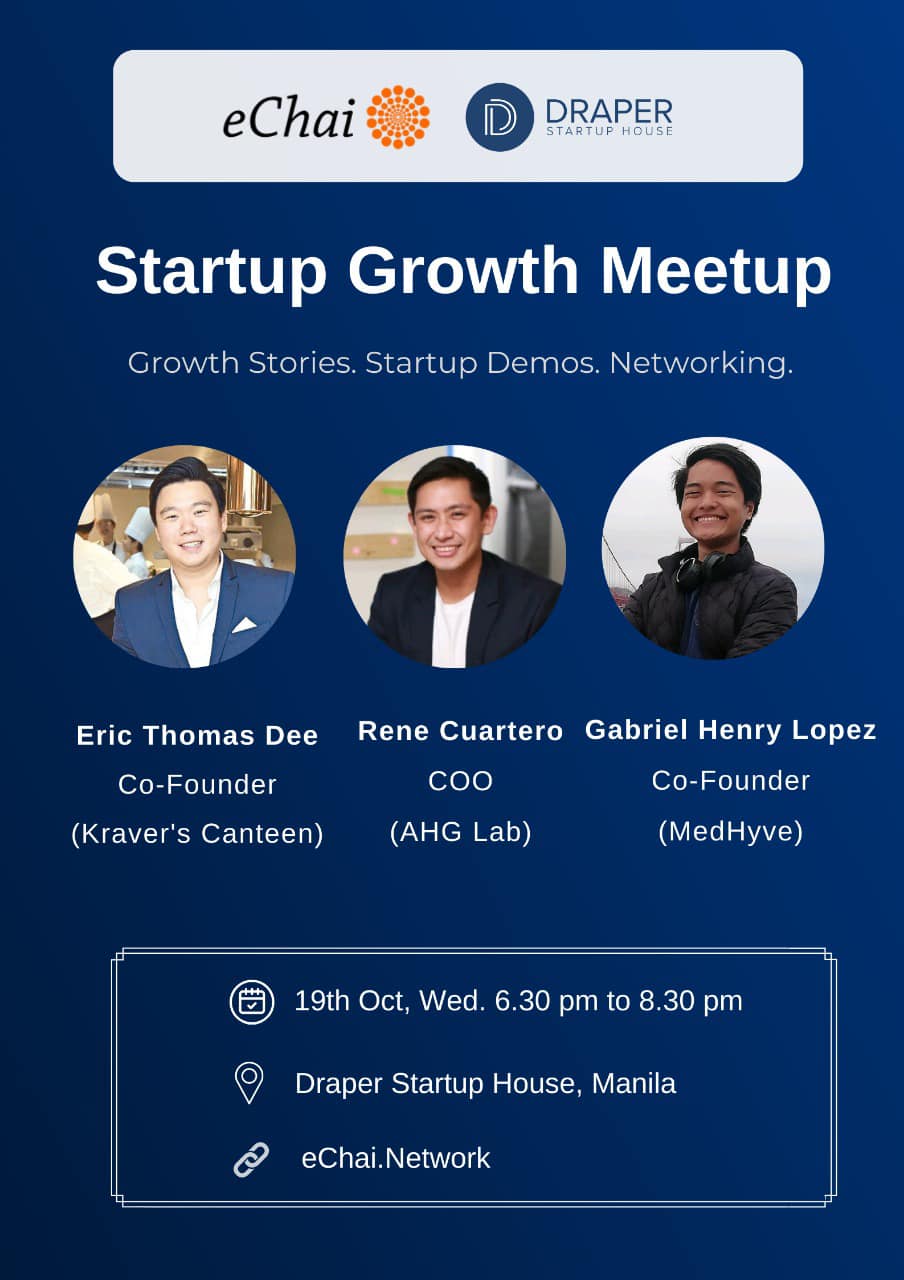 eChai
DRAPER
STARTUP HOUSE
Startup Growth Meetup
Growth Stories. Startup Demos. Networking.
Eric Thomas Dee
Co-Founder
(Kraver's Canteen)
Rene Cuartero
COO
(AHG Lab)
Gabriel Henry Lopez
Co-Founder
(MedHyve)
19th Oct, Wed. 6.30 pm to 8.30 pm
Draper Startup House, Manila
eChai.Network